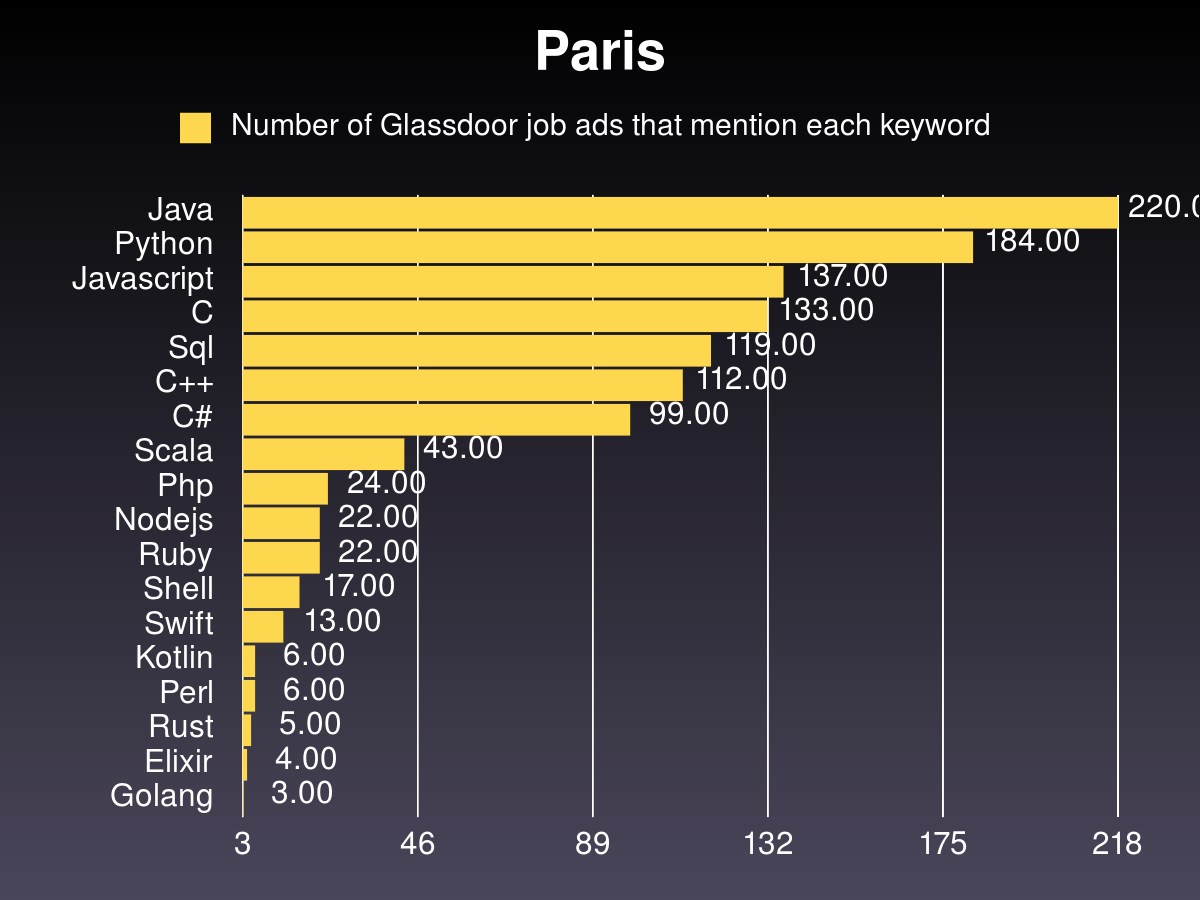 Paris
Number of Glassdoor job ads that mention each keyword
Java 220.0
Python 184.00
Javascript 137.00
C 133.00
Sql 119.00
C++ 112.00
C# 99.00
Scala 43.00
Php 24.00
Nodejs 22.00
Ruby 22.00
Shell 17.00
Swift 13.00
Kotlin 6.00
Perl 6.00
Rust 5.00
Elixir 4.00
Golang 3.00
3 46 89 132 175 218